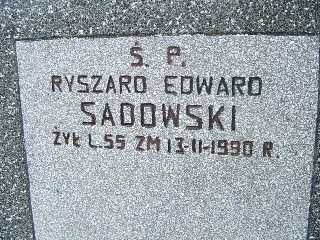 Ś. P.
RYSZARD EDWARD
SADOWSKI
ŻYŁ L.55 ZM 13-11-1990 R.